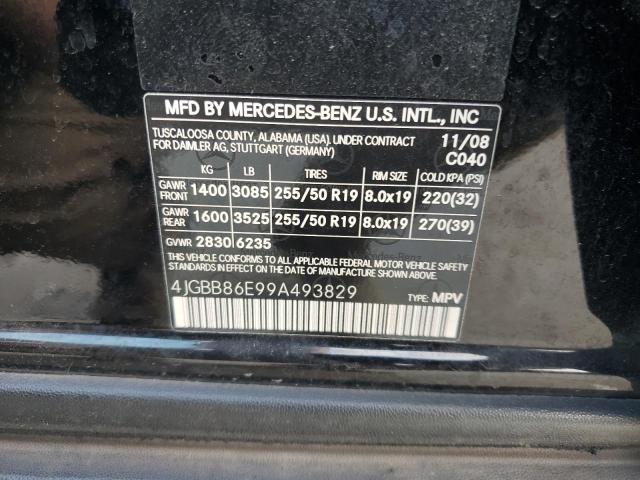 MFD BY MERCEDES-BENZ U.S. INTL., INC
TUSCALOOSA COUNTY, ALABAMA (USA). UNDER CONTRACT 11/08
FOR DAIMLER AG, STUTTGART (GERMANY) C040
KG LB TIRES RIM SIZE COLD KPA (PSI)
GAWR FRONT 1400 3085 255/50 R19 8.0x19 220(32)
GAWR REAR 1600 3525 255/50 R19 8.0x19 270(39)
GVWR 2830 6235
THIS VEHICLE CONFORMS TO ALL APPLICABLE FEDERAL MOTOR VEHICLE
SAFETY STANDARDS IN EFFECT ON THE
DATE OF MANUFACTURE SHOWN ABOVE.
4JGBB86E99A493829 TYPE: MPV